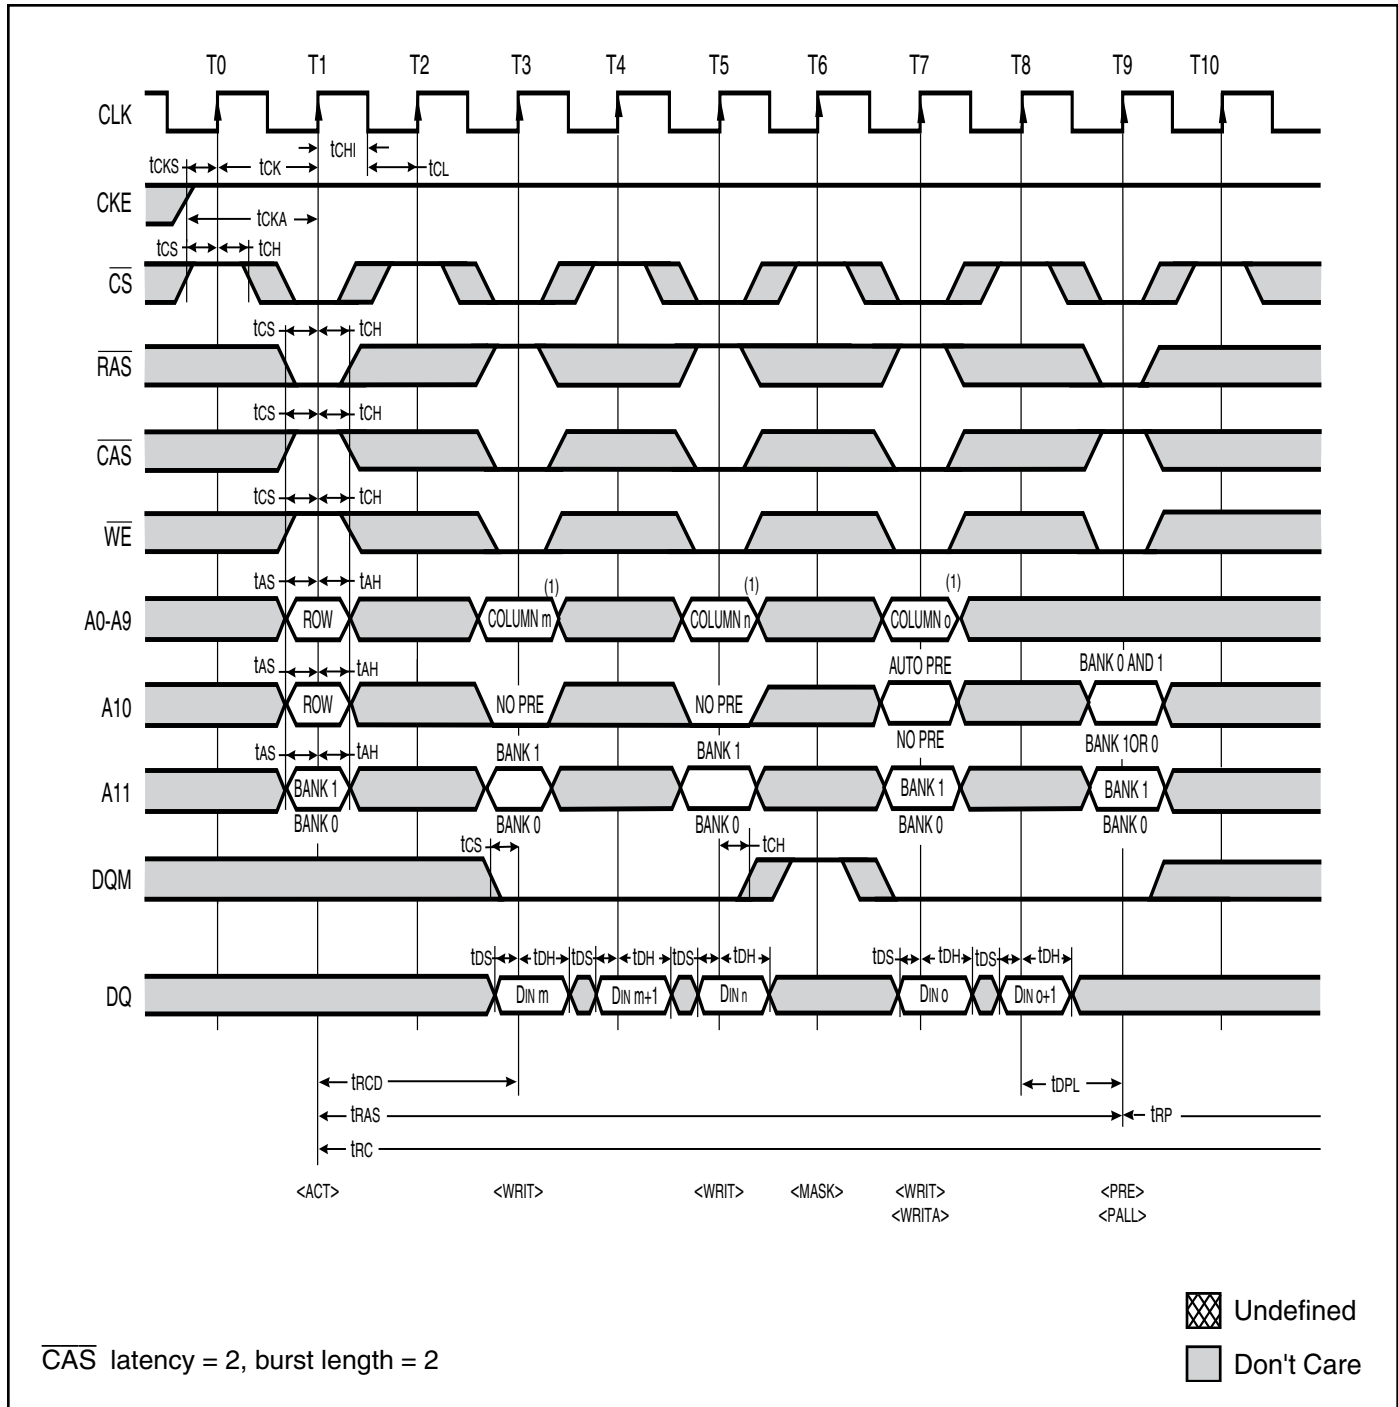 T0 T1 T2 T3 T4 T5 T6 T7 T8 T9 T10
CLK
tCHI
tCKS tCK tCL
CKE
tCKA
tCS tCH
CS
tCS tCH
RAS
tCS tCH
CAS
tCS tCH
WE
tAS tAH (1) (1) (1)
A0-A9 ROW COLUMN m COLUMN n COLUMN o
tAS tAH AUTO PRE BANK 0 AND 1
A10 ROW NO PRE NO PRE
NO PRE BANK 1OR 0
tAS tAH BANK 1 BANK 1
A11 BANK 1 BANK 1 BANK 1
BANK 0 BANK 0 BANK 0 BANK 0 BANK 0
tCS tCH
DQM
tDS tDH tDS tDH tDS tDH tDS tDH tDS tDH
DQ DIN m DIN m+1 DIN n DIN o DIN o+1
tRCD tDPL
tRAS tRP
tRC
<ACT> <WRIT> <WRIT> <MASK> <WRIT> <PRE>
<WRITA> <PALL>
Undefined
CAS latency = 2, burst length = 2
Don't Care